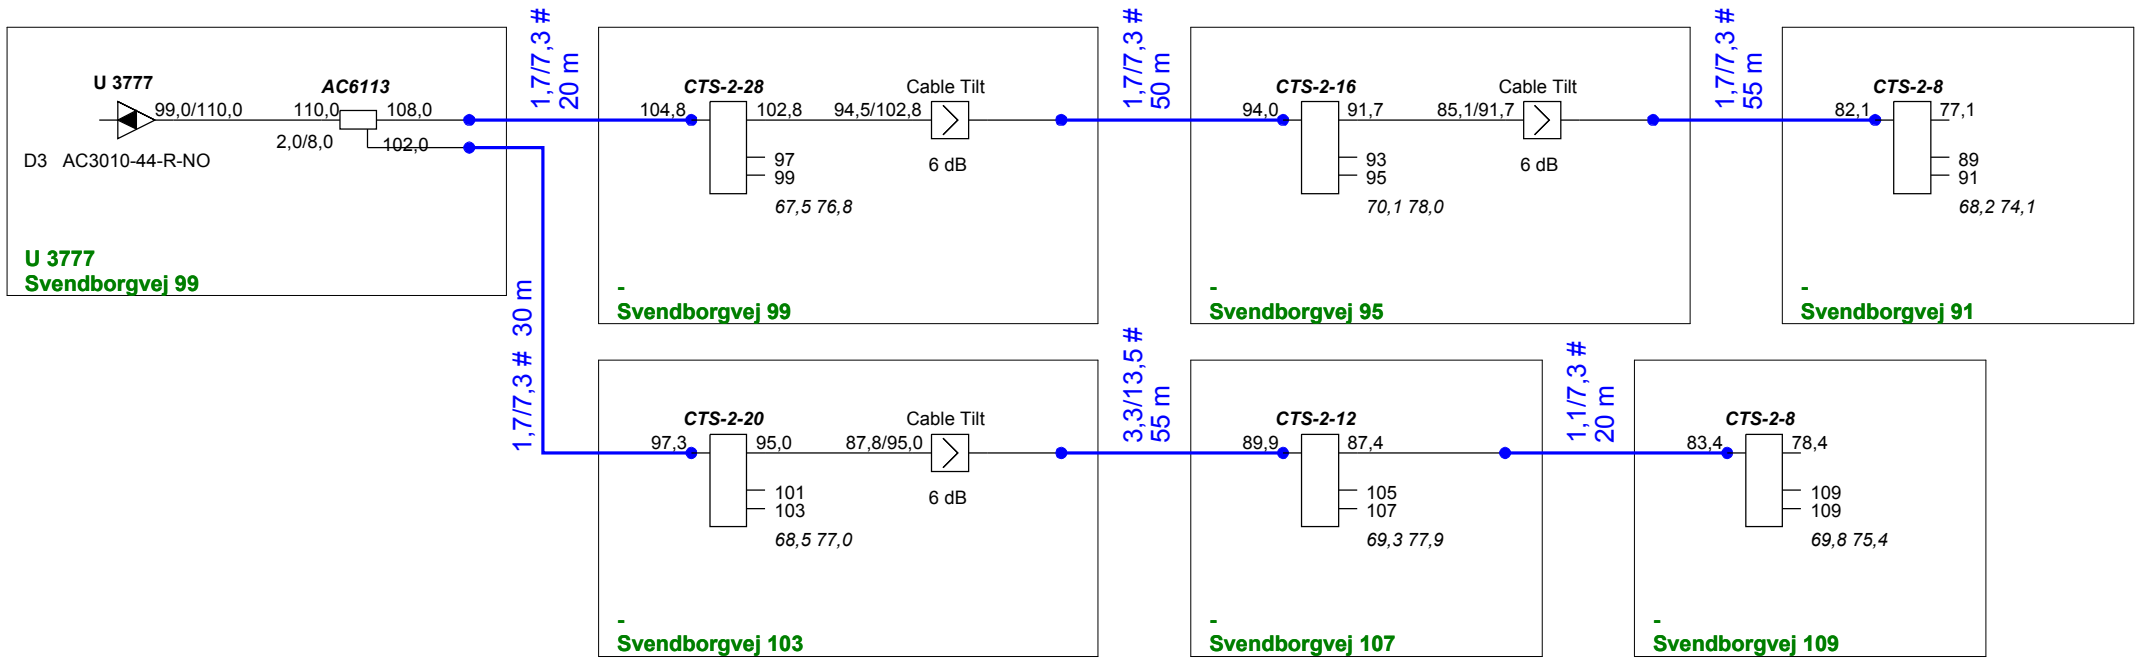 U 3777
99,0/110,0
D3 AC3010-44-R-NO
AC6113
110,0
108,0
2,0/8,0
102,0
U 3777
Svendborgvej 99
1,7/7,3 #
20 m
CTS-2-28
104,8
102,8
97
99
67,5 76,8
Cable Tilt
94,5/102,8
6 dB
-
Svendborgvej 99
1,7/7,3 #
50 m
CTS-2-16
94,0
91,7
93
95
70,1 78,0
Cable Tilt
85,1/91,7
6 dB
-
Svendborgvej 95
1,7/7,3 #
55 m
CTS-2-8
82,1
77,1
89
91
68,2 74,1
-
Svendborgvej 91
1,7/7,3 # 30 m
CTS-2-20
97,3
95,0
101
103
68,5 77,0
Cable Tilt
87,8/95,0
6 dB
-
Svendborgvej 103
3,3/13,5 #
55 m
CTS-2-12
89,9
87,4
105
107
69,3 77,9
-
Svendborgvej 107
1,1/7,3 #
20 m
CTS-2-8
83,4
78,4
109
109
69,8 75,4
-
Svendborgvej 109